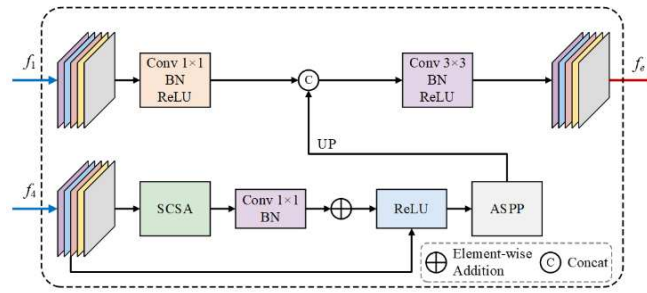 f1
Conv 1×1
BN
ReLU
C
Conv 3×3
BN
ReLU
fe
UP
f4
SCSA
Conv 1×1
BN
ReLU
ASPP
Element-wise
Addition
C Concat